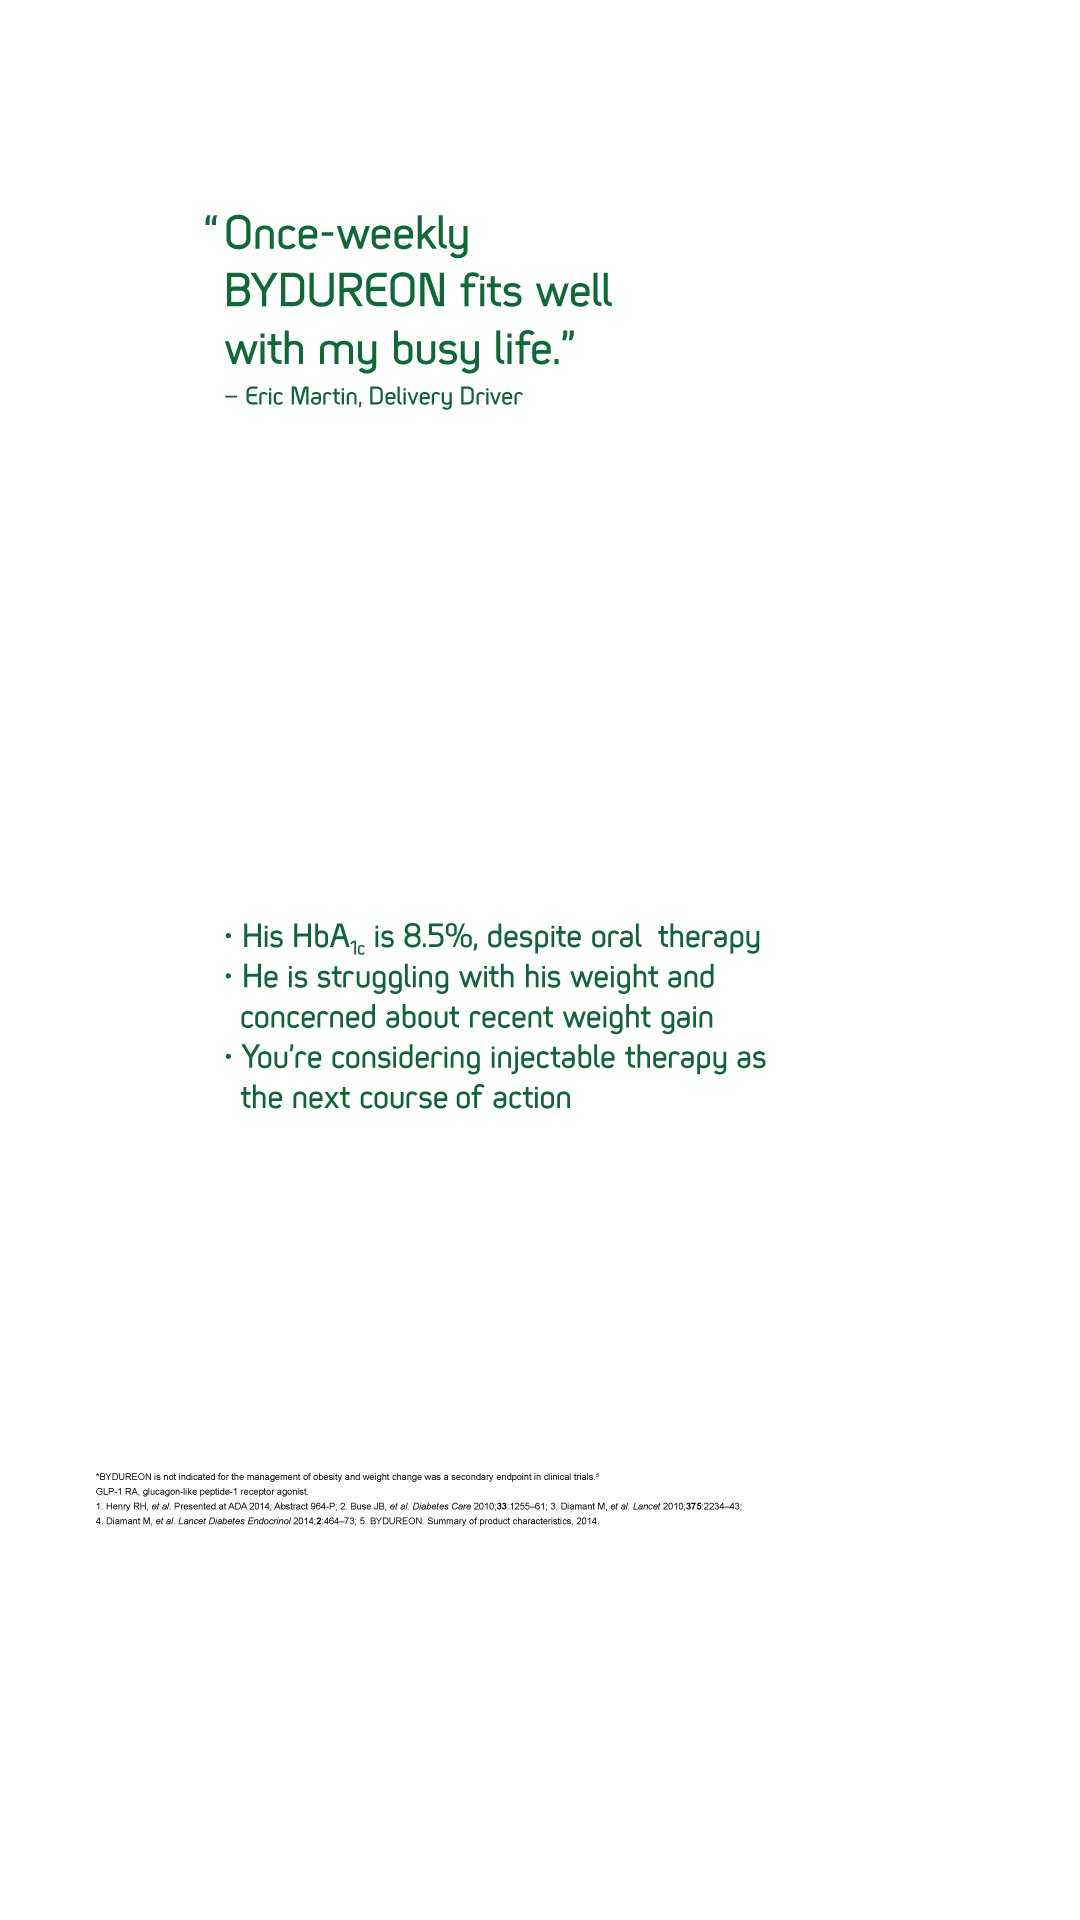 “Once-weekly
BYDUREON fits well
with my busy life.”
– Eric Martin, Delivery Driver
• His HbA1c is 8.5%, despite oral  therapy
• He is struggling with his weight and
concerned about recent weight gain
• You’re considering injectable therapy as
the next course of action
*BYDUREON is not indicated for the management of obesity and weight change was a secondary endpoint in clinical trials.5
GLP-1 RA, glucagon-like peptide-1 receptor agonist.
1. Henry RH, et al. Presented at ADA 2014; Abstract 964-P; 2. Buse JB, et al. Diabetes Care 2010;33:1255–61; 3. Diamant M, et al. Lancet 2010;375:2234–43;
4. Diamant M, et al. Lancet Diabetes Endocrinol 2014;2:464–73; 5. BYDUREON. Summary of product characteristics, 2014.